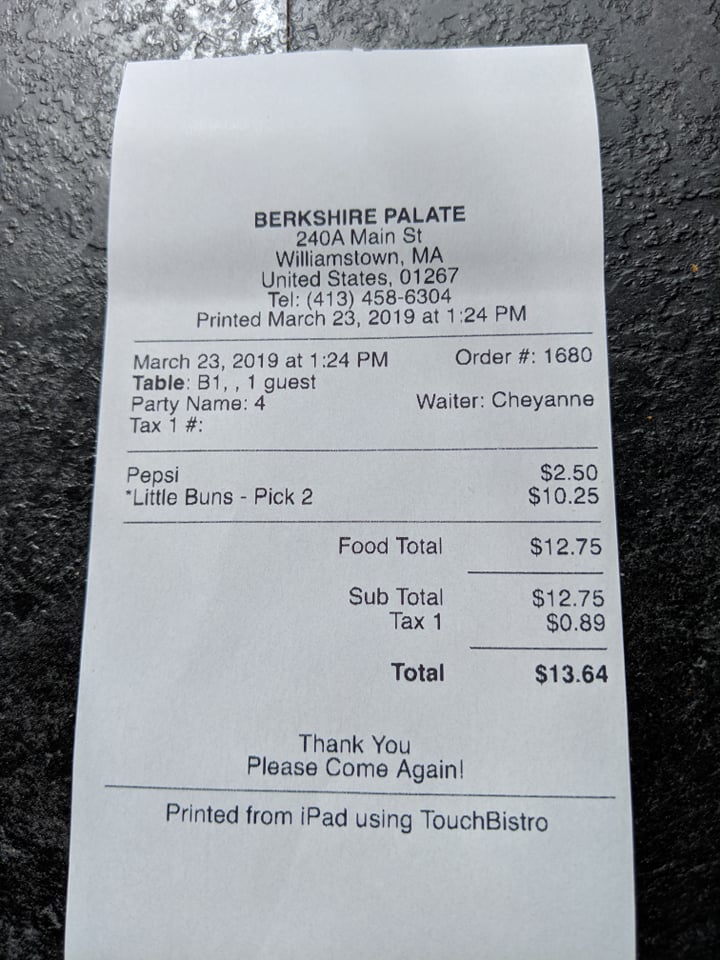 BERKSHIRE PALATE
240A Main St
Williamstown, MA
United States, 01267
Tel: (413) 458-6304
Printed March 23, 2019 at 1:24 PM
March 23, 2019 at 1:24 PM Order #: 1680
Table: B1, , 1 guest
Party Name: 4 Waiter: Cheyanne
Tax 1 #:
Pepsi $2.50
*Little Buns - Pick 2 $10.25
Food Total $12.75
Sub Total $12.75
Tax 1 $0.89
Total $13.64
Thank You
Please Come Again!
Printed from iPad using TouchBistro